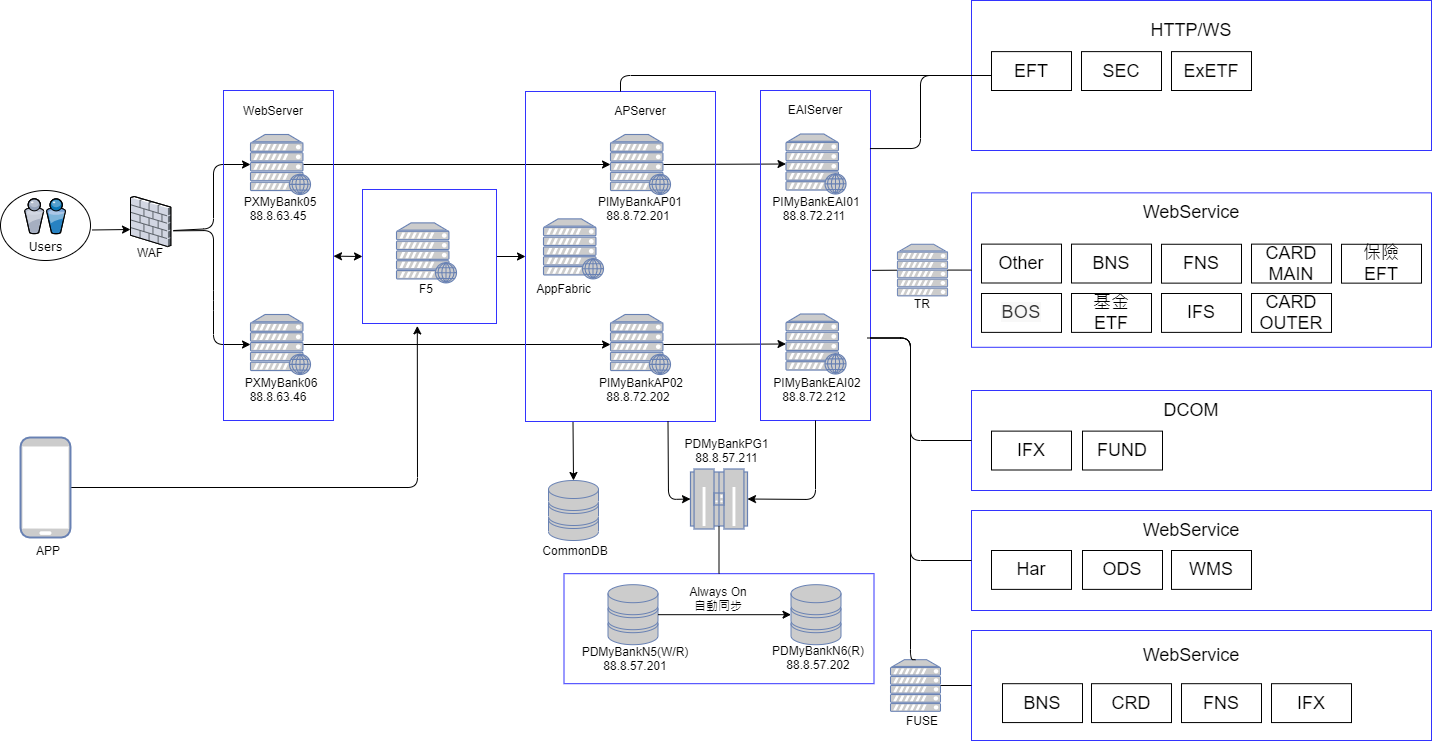 HTTP/WS
EFT
SEC
ExETF
WebServer
PXMyBank05
88.8.63.45
PXMyBank06
88.8.63.46
APServer
PIMyBankAP01
88.8.72.201
AppFabric
PIMyBankAP02
88.8.72.202
EAIServer
PIMyBankEAI01
88.8.72.211
PIMyBankEAI02
88.8.72.212
Users
WAF
F5
TR
WebService
Other
BNS
FNS
CARD
MAIN
保險
EFT
BOS
基金
ETF
IFS
CARD
OUTER
DCOM
IFX
FUND
APP
CommonDB
PDMyBankPG1
88.8.57.211
WebService
Har
ODS
WMS
Always On
自動同步
PDMyBankN5(W/R)
88.8.57.201
PDMyBankN6(R)
88.8.57.202
FUSE
WebService
BNS
CRD
FNS
IFX